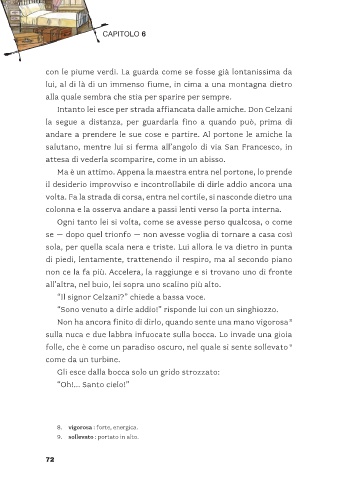 CAPITOLO 6
con le piume verdi. La guarda come se fosse già lontanissima da
lui, al di là di un immenso fiume, in cima a una montagna dietro
alla quale sembra che stia per sparire per sempre.
Intanto lei esce per strada affiancata dalle amiche. Don Celzani
la segue a distanza, per guardarla fino a quando può, prima di
andare a prendere le sue cose e partire. Al portone le amiche la
salutano, mentre lui si ferma all'angolo di via San Francesco, in
attesa di vederla scomparire, come in un abisso.
Ma è un attimo. Appena la maestra entra nel portone, lo prende
il desiderio improvviso e incontrollabile di dirle addio ancora una
volta. Fa la strada di corsa, entra nel cortile, si nasconde dietro una
colonna e la osserva andare a passi lenti verso la porta interna.
Ogni tanto lei si volta, come se avesse perso qualcosa, o come
se — dopo quel trionfo — non avesse voglia di tornare a casa così
sola, per quella scala nera e triste. Lui allora le va dietro in punta
di piedi, lentamente, trattenendo il respiro, ma al secondo piano
non ce la fa più. Accelera, la raggiunge e si trovano uno di fronte
all'altra, nel buio, lei sopra uno scalino più alto.
"Il signor Celzani?" chiede a bassa voce.
"Sono venuto a dirle addio!" risponde lui con un singhiozzo.
Non ha ancora finito di dirlo, quando sente una mano vigorosa⁸
sulla nuca e due labbra infuocate sulla bocca. Lo invade una gioia
folle, che è come un paradiso oscuro, nel quale si sente sollevato⁹
come da un turbine.
Gli esce dalla bocca solo un grido strozzato:
"Oh!... Santo cielo!"
8. vigorosa : forte, energica.
9. sollevato : portato in alto.
72